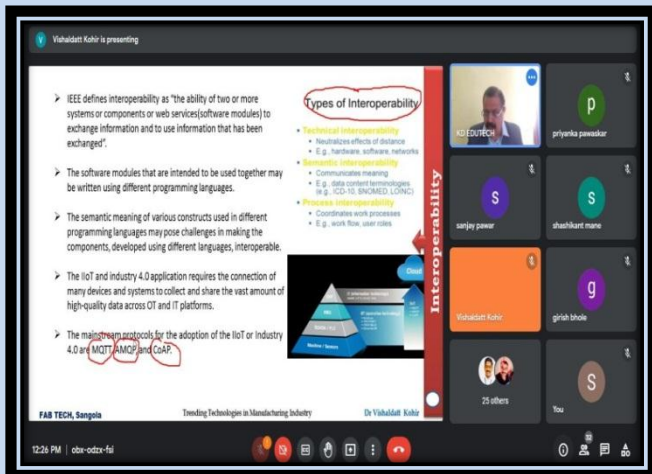 V Vishaldatt Kohir is presenting
IEEE defines interoperability as "the ability of two or more
systems or components or web services(software modules) to
exchange information and to use information that has been
exchanged".
The software modules that are intended to be used together may
be written using different programming languages.
The semantic meaning of various constructs used in different
programming languages may pose challenges in making the
components, developed using different languages, interoperable.
The IIoT and industry 4.0 application requires the connection of
many devices and systems to collect and share the vast amount of
high-quality data across OT and IT platforms.
The mainstream protocols for the adoption of the IIoT or Industry
4.0 are MQTT, AMQP, and CoAP.
Types of Interoperability
Technical interoperability
Neutralizes effects of distance
E.g., hardware, software, networks
Semantic interoperability
Communicates meaning
E.g., data content terminologies
(e.g., ICD-10, SNOMED, LOINC)
Process interoperability
Coordinates work processes
E.g., work flow, user roles
Cloud
Interoperability
FAB TECH, Sangola
Trending Technologies in Manufacturing Industry
Dr Vishaldatt Kohir
KD EDUTECH
p
priyanka pawaskar
S
sanjay pawar
S
shashikant mane
Vishaldatt Kohir
g
girish bhole
25 others
S
You
12:26 PM | obx-odzx-fsi
32